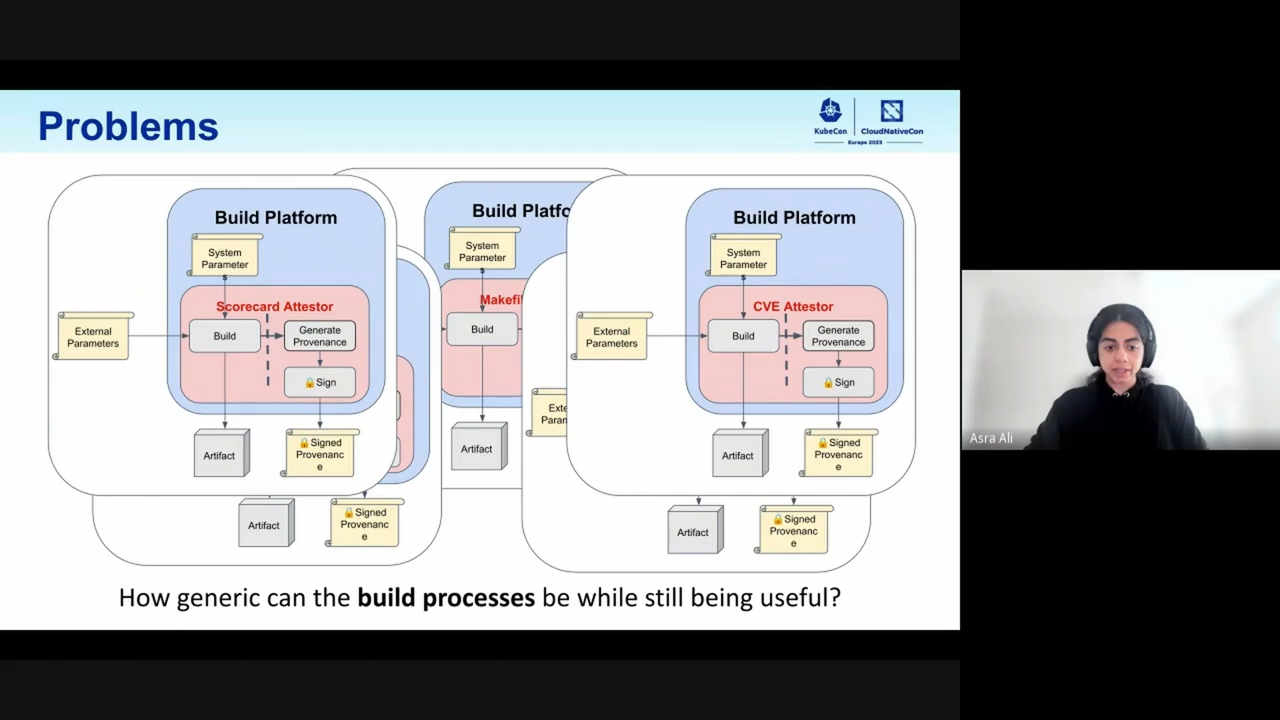 Problems
KubeCon
CloudNativeCon
Europe 2023
Build Platform
System
Parameter
s
Scorecard Attestor
External
Parameters
Build
Generate
Provenance
🔒Sign
Artifact
🔒Signed
Provenanc
e
Artifact
🔒Signed
Provenanc
e
Build Platfo
System
Parameter
s
Makefi
Build
Artifact
Exte
Paran
Build Platform
System
Parameter
s
CVE Attestor
External
Parameters
Build
Generate
Provenance
🔒Sign
Artifact
🔒Signed
Provenanc
e
Artifact
🔒Signed
Provenanc
e
How generic can the build processes be while still being useful?
Asra Ali